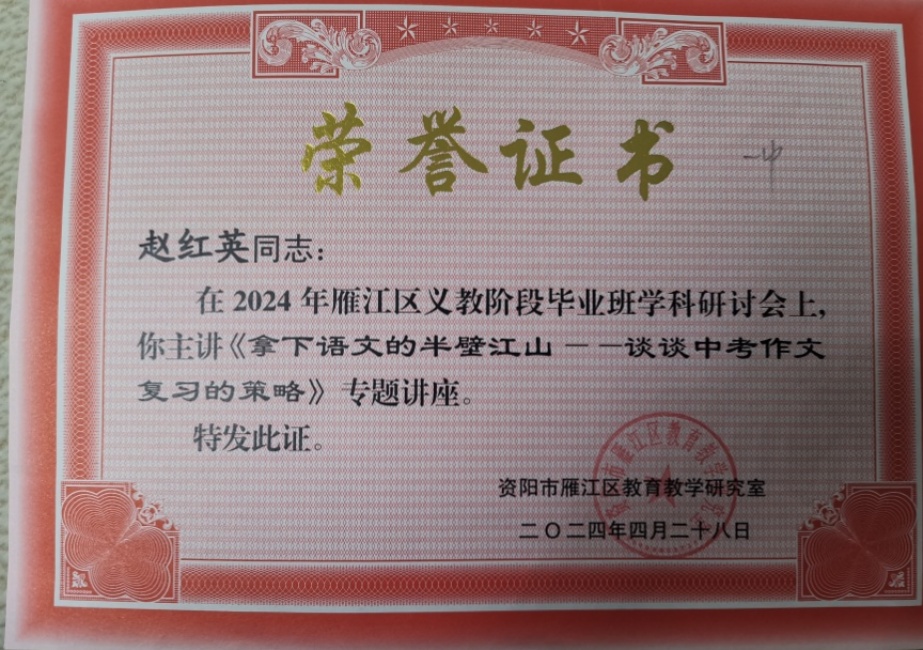 荣誉证书
一中
赵红英同志：
在2024年雁江区义教阶段毕业班学科研讨会上，
你主讲《拿下语文的半壁江山——谈谈中考作文
复习的策略》专题讲座。
特发此证。
资阳市雁江区教育教学研究室
二〇二四年四月二十八日